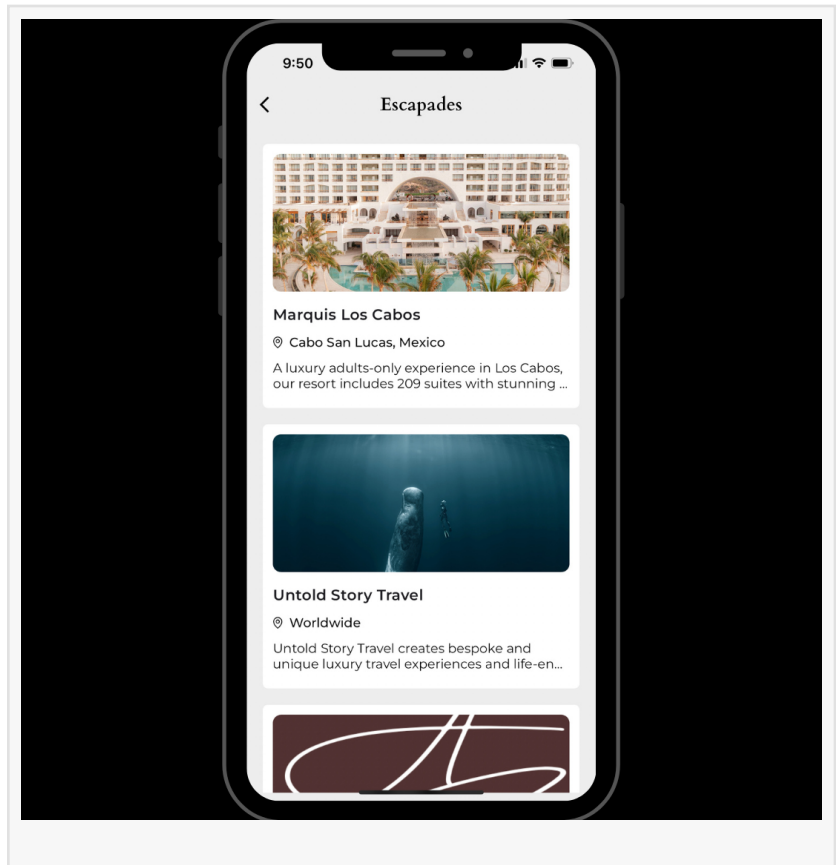 9:50
Escapades
Marquis Los Cabos
Cabo San Lucas, Mexico
A luxury adults-only experience in Los Cabos,
our resort includes 209 suites with stunning ...
Untold Story Travel
Worldwide
Untold Story Travel creates bespoke and
unique luxury travel experiences and life-en...